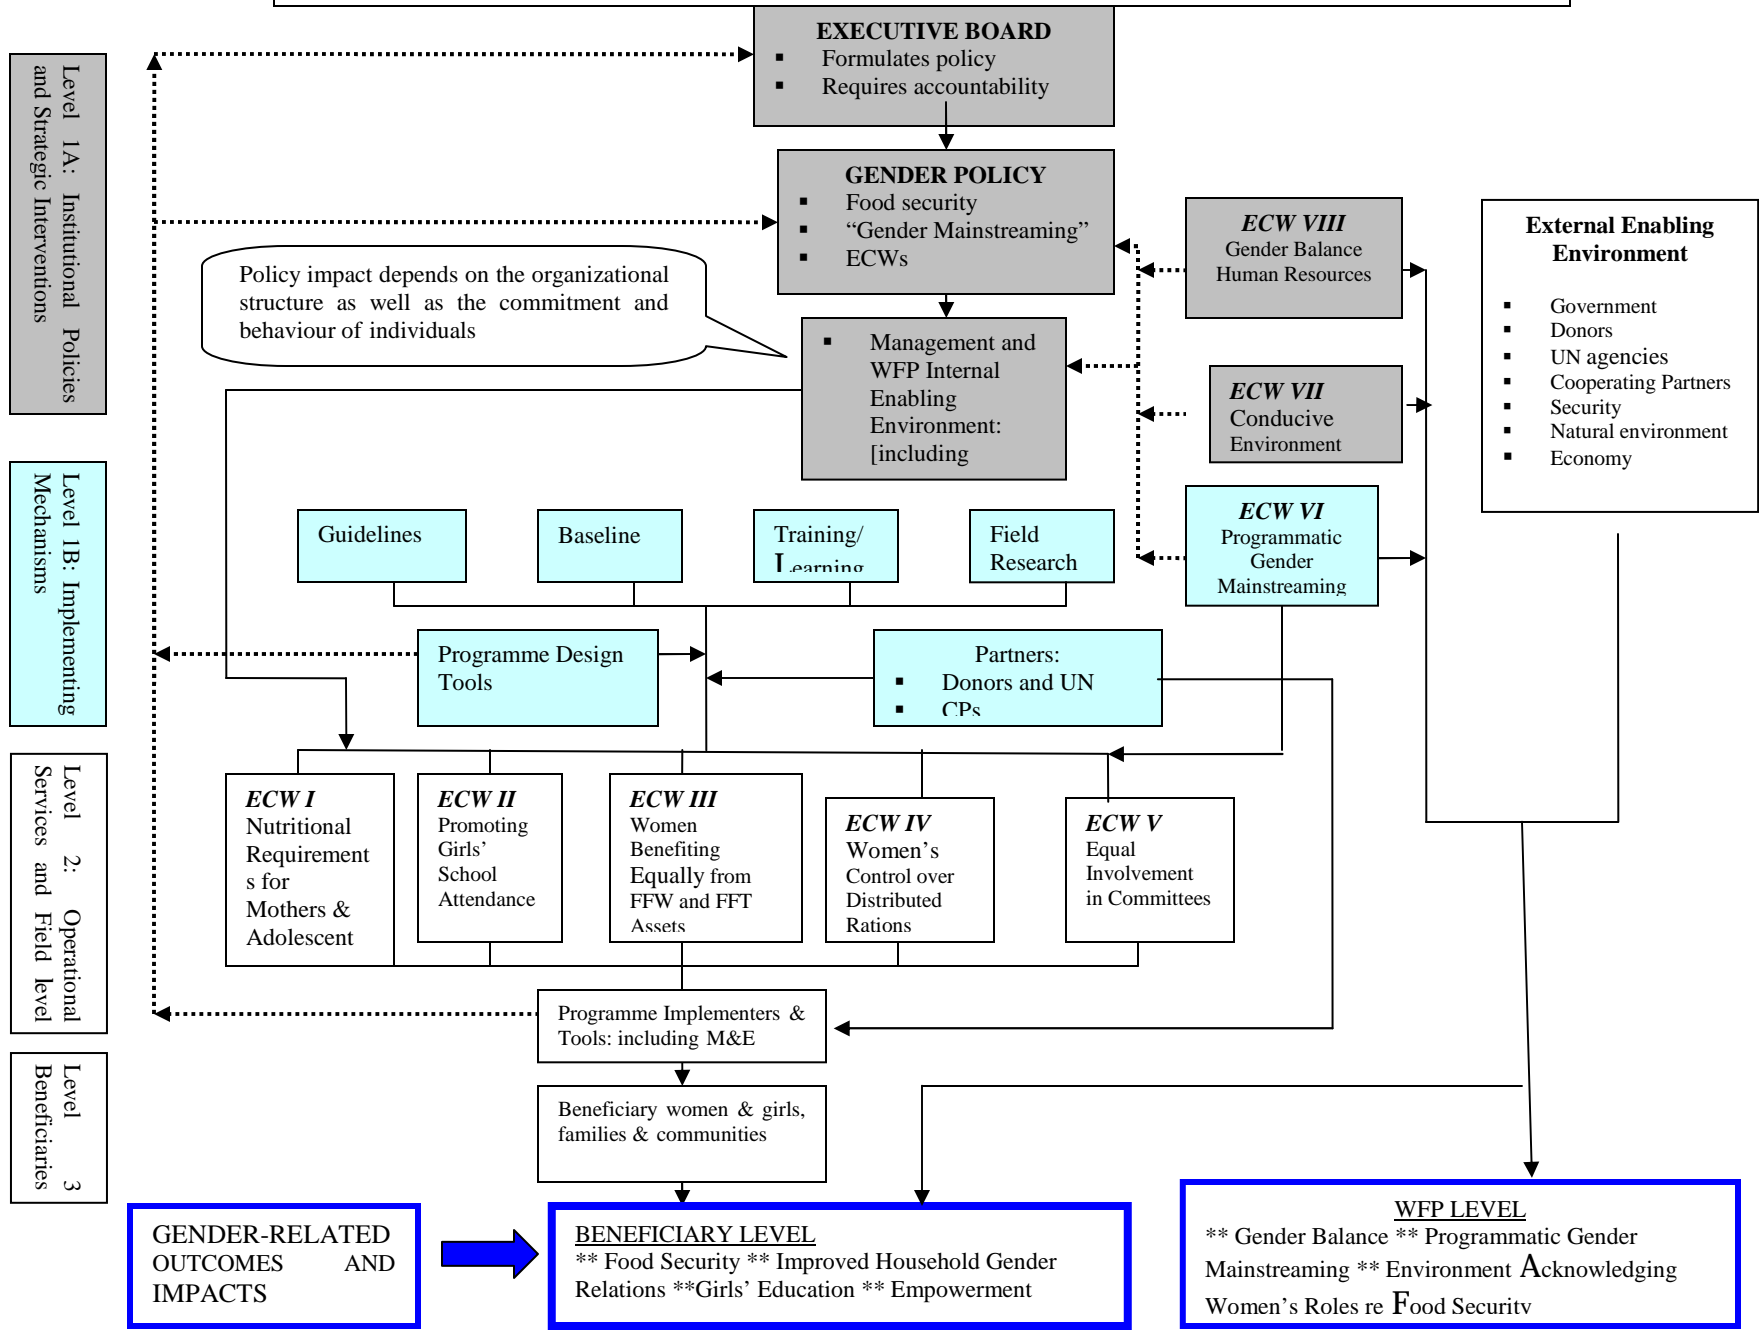 EXECUTIVE BOARD
▪ Formulates policy
▪ Requires accountability
Level 1A: Institutional Policies
and Strategic Interventions
GENDER POLICY
▪ Food security
▪ “Gender Mainstreaming”
▪ ECWs
Policy impact depends on the organizational
structure as well as the commitment and
behaviour of individuals
▪ Management and
WFP Internal
Enabling
Environment:
[including
ECW VIII
Gender Balance
Human Resources
ECW VII
Conducive
Environment
External Enabling
Environment
▪ Government
▪ Donors
▪ UN agencies
▪ Cooperating Partners
▪ Security
▪ Natural environment
▪ Economy
Level 1B: Implementing
Mechanisms
Guidelines
Baseline
Training/
Learning
Field
Research
ECW VI
Programmatic
Gender
Mainstreaming
Programme Design
Tools
Partners:
▪ Donors and UN
▪ CPs
Level 2: Operational
Services and Field level
ECW I
Nutritional
Requirement
s for
Mothers &
Adolescent
ECW II
Promoting
Girls’
School
Attendance
ECW III
Women
Benefiting
Equally from
FFW and FFT
Assets
ECW IV
Women’s
Control over
Distributed
Rations
ECW V
Equal
Involvement
in Committees
Programme Implementers &
Tools: including M&E
Level 3
Beneficiaries
Beneficiary women & girls,
families & communities
GENDER-RELATED
OUTCOMES AND
IMPACTS
BENEFICIARY LEVEL
** Food Security ** Improved Household Gender
Relations **Girls’ Education ** Empowerment
WFP LEVEL
** Gender Balance ** Programmatic Gender
Mainstreaming ** Environment Acknowledging
Women’s Roles re Food Security